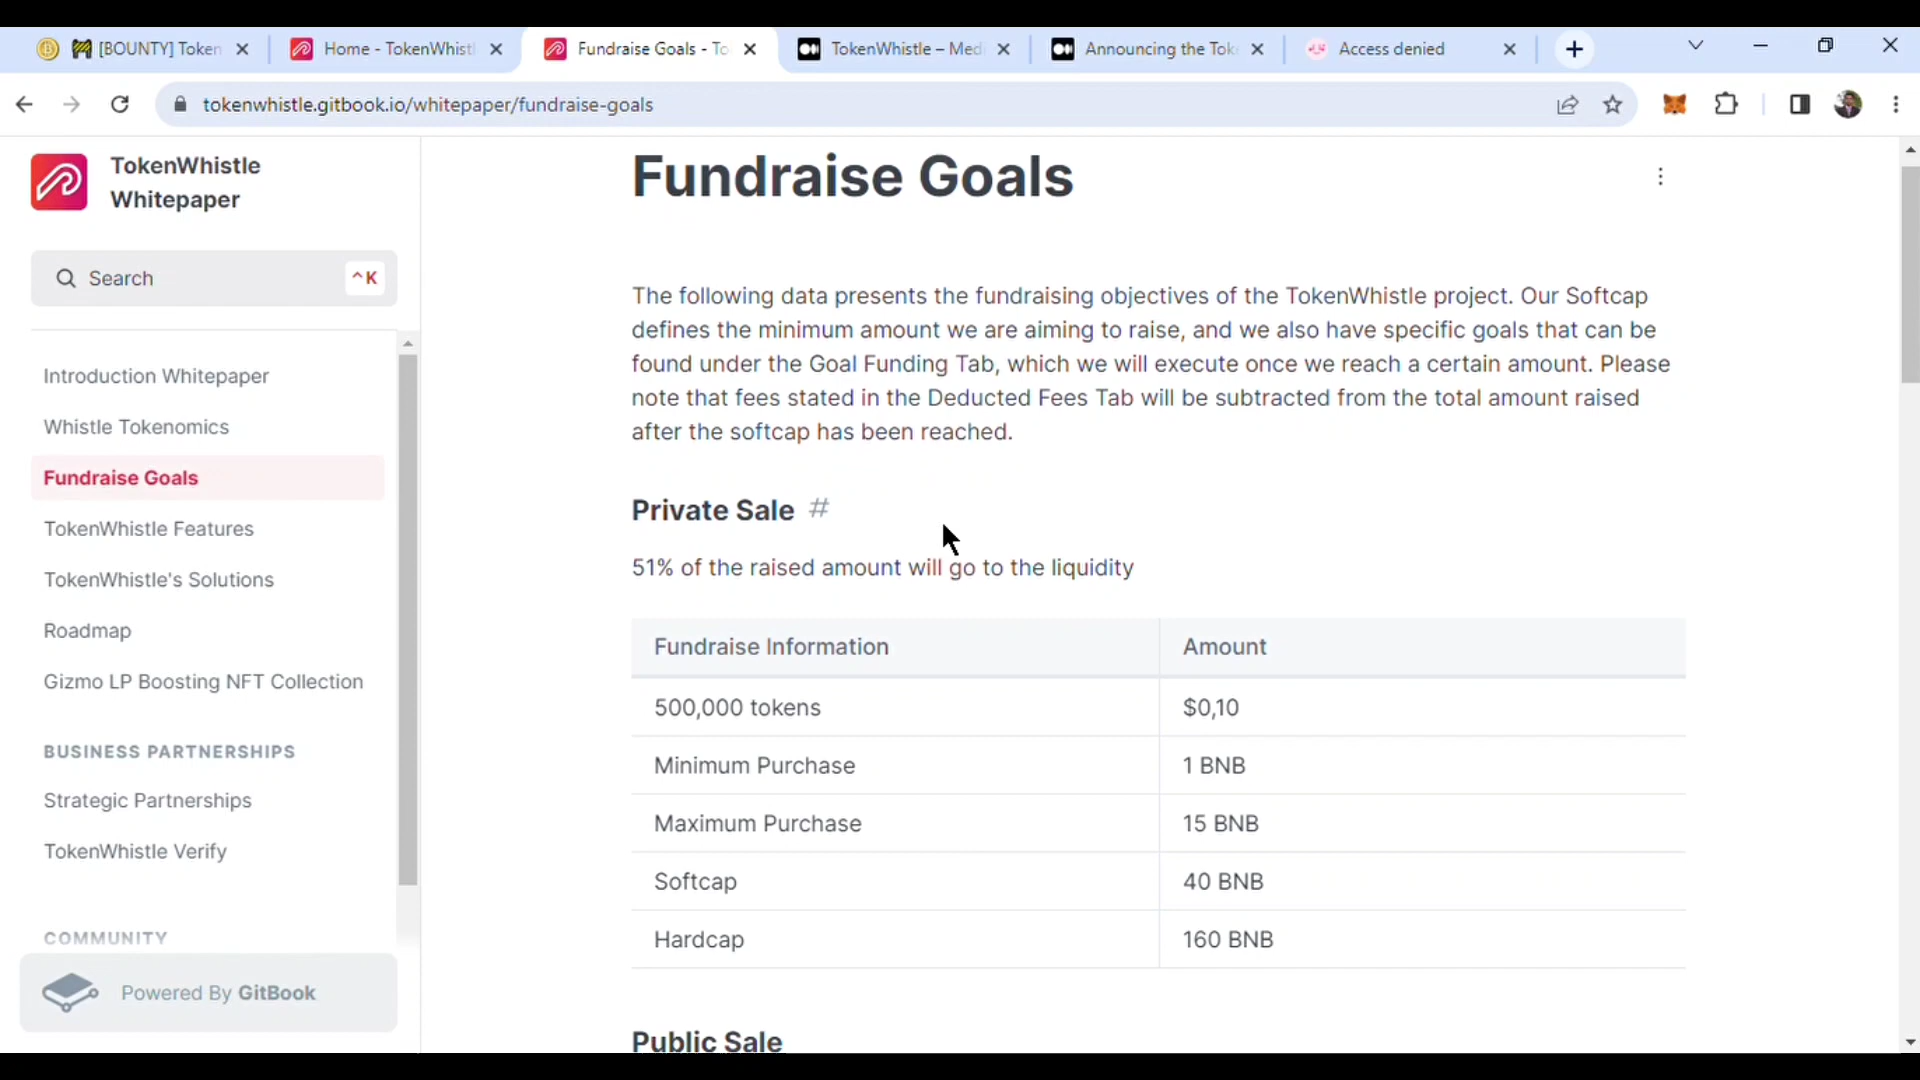 [BOUNTY] Token
Home - TokenWhistl
Fundraise Goals - To
TokenWhistle – Medi
Announcing the Tok
Access denied
tokenwhistle.gitbook.io/whitepaper/fundraise-goals
TokenWhistle
Whitepaper
Search
^ K
Introduction Whitepaper
Whistle Tokenomics
Fundraise Goals
TokenWhistle Features
TokenWhistle's Solutions
Roadmap
Gizmo LP Boosting NFT Collection
BUSINESS PARTNERSHIPS
Strategic Partnerships
TokenWhistle Verify
COMMUNITY
Powered By GitBook
Fundraise Goals
The following data presents the fundraising objectives of the TokenWhistle project. Our Softcap
defines the minimum amount we are aiming to raise, and we also have specific goals that can be
found under the Goal Funding Tab, which we will execute once we reach a certain amount. Please
note that fees stated in the Deducted Fees Tab will be subtracted from the total amount raised
after the softcap has been reached.
Private Sale #
51% of the raised amount will go to the liquidity
Fundraise Information Amount
500,000 tokens $0,10
Minimum Purchase 1 BNB
Maximum Purchase 15 BNB
Softcap 40 BNB
Hardcap 160 BNB
Public Sale